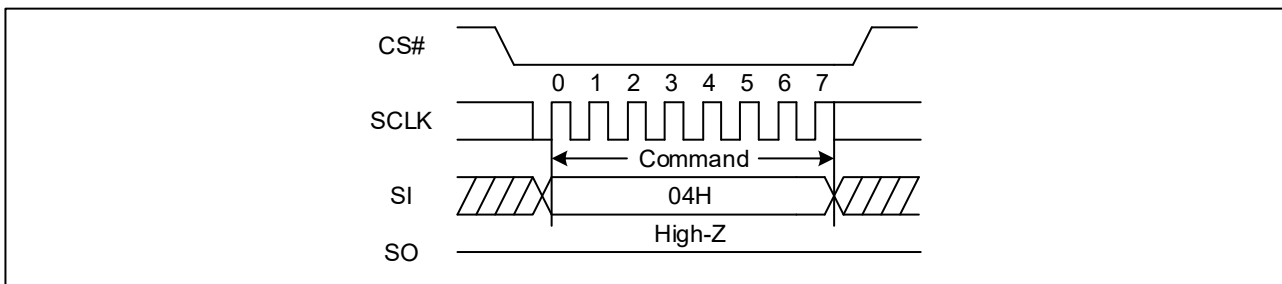 CS#
0 1 2 3 4 5 6 7
SCLK
Command
SI
04H
High-Z
SO